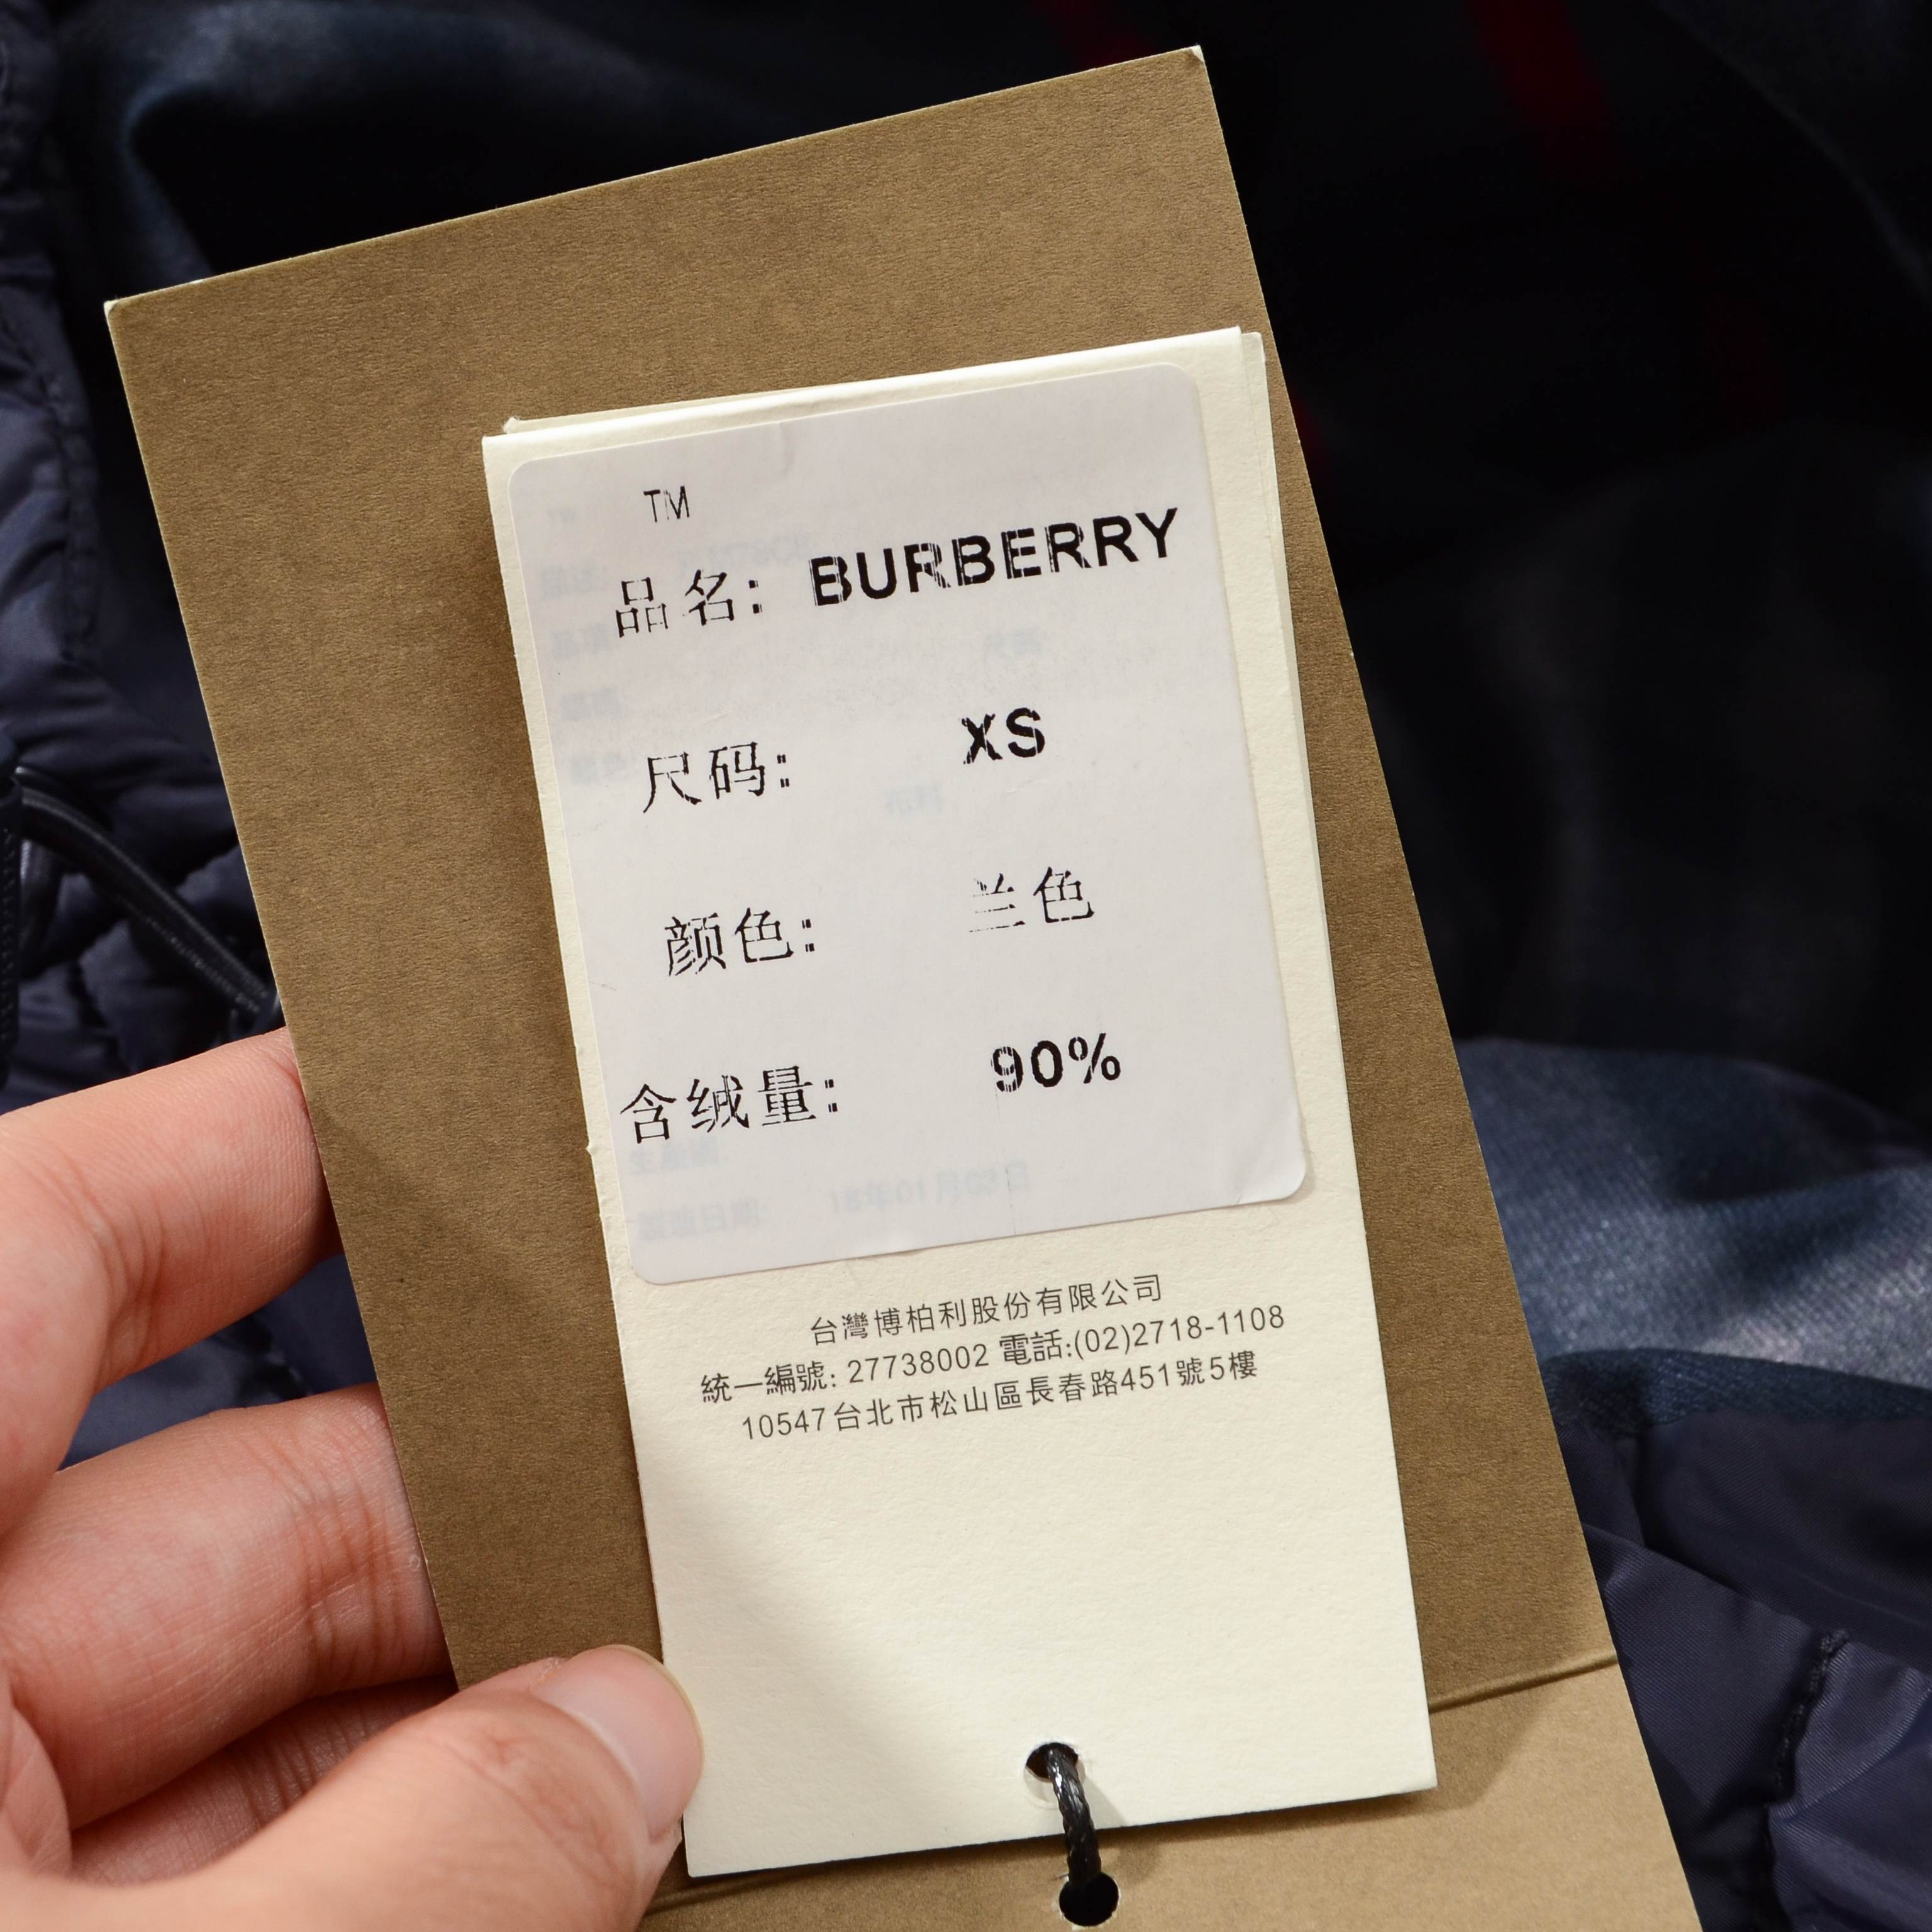 TM
品名: BURBERRY
尺码: XS
颜色: 兰色
含绒量: 90%
台灣博柏利股份有限公司
統一編號: 27738002 電話:(02)2718-1108
10547台北市松山區長春路451號5樓